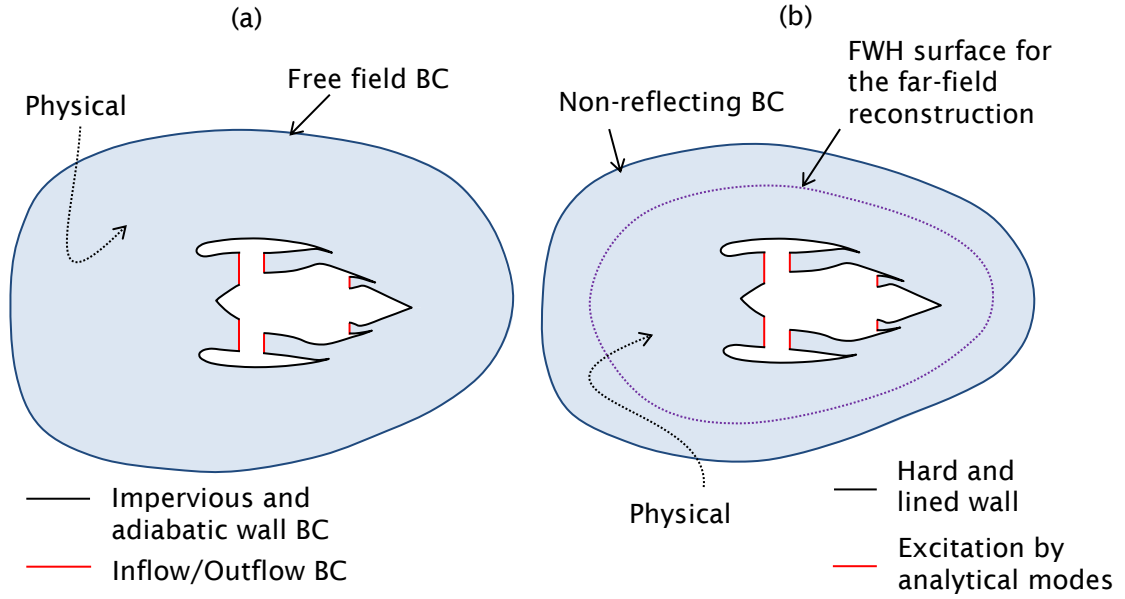 (a)
Free field BC
Physical
Impervious and
adiabatic wall BC
Inflow/Outflow BC
(b)
FWH surface for
the far-field
reconstruction
Non-reflecting BC
Physical
Hard and
lined wall
Excitation by
analytical modes